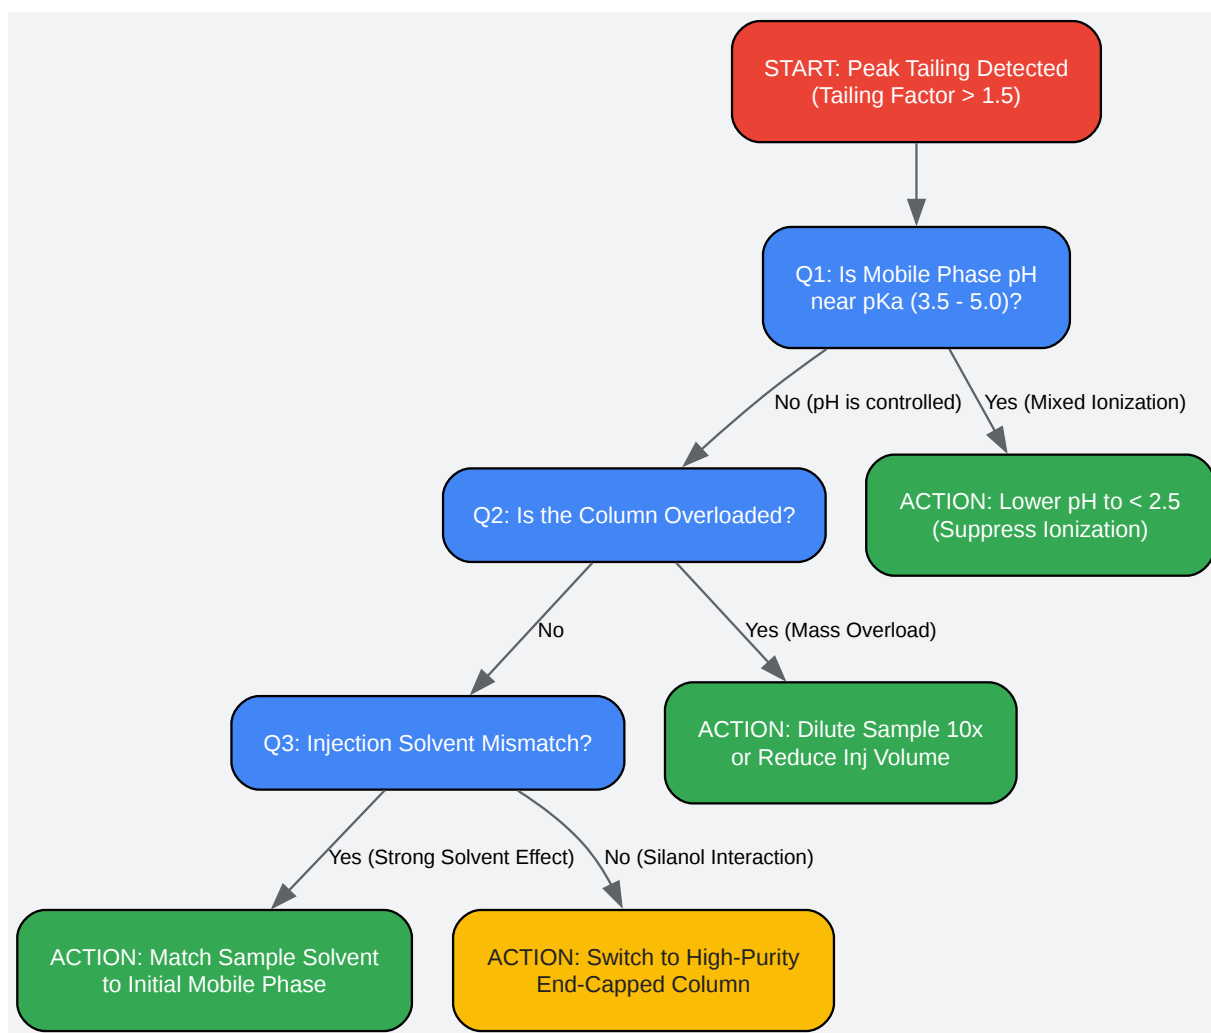 START: Peak Tailing Detected
(Tailing Factor > 1.5)
Q1: Is Mobile Phase pH
near pKa (3.5 - 5.0)?
No (pH is controlled)
Yes (Mixed Ionization)
Q2: Is the Column Overloaded?
ACTION: Lower pH to < 2.5
(Suppress Ionization)
No
Yes (Mass Overload)
Q3: Injection Solvent Mismatch?
ACTION: Dilute Sample 10x
or Reduce Inj Volume
Yes (Strong Solvent Effect)
No (Silanol Interaction)
ACTION: Match Sample Solvent
to Initial Mobile Phase
ACTION: Switch to High-Purity
End-Capped Column